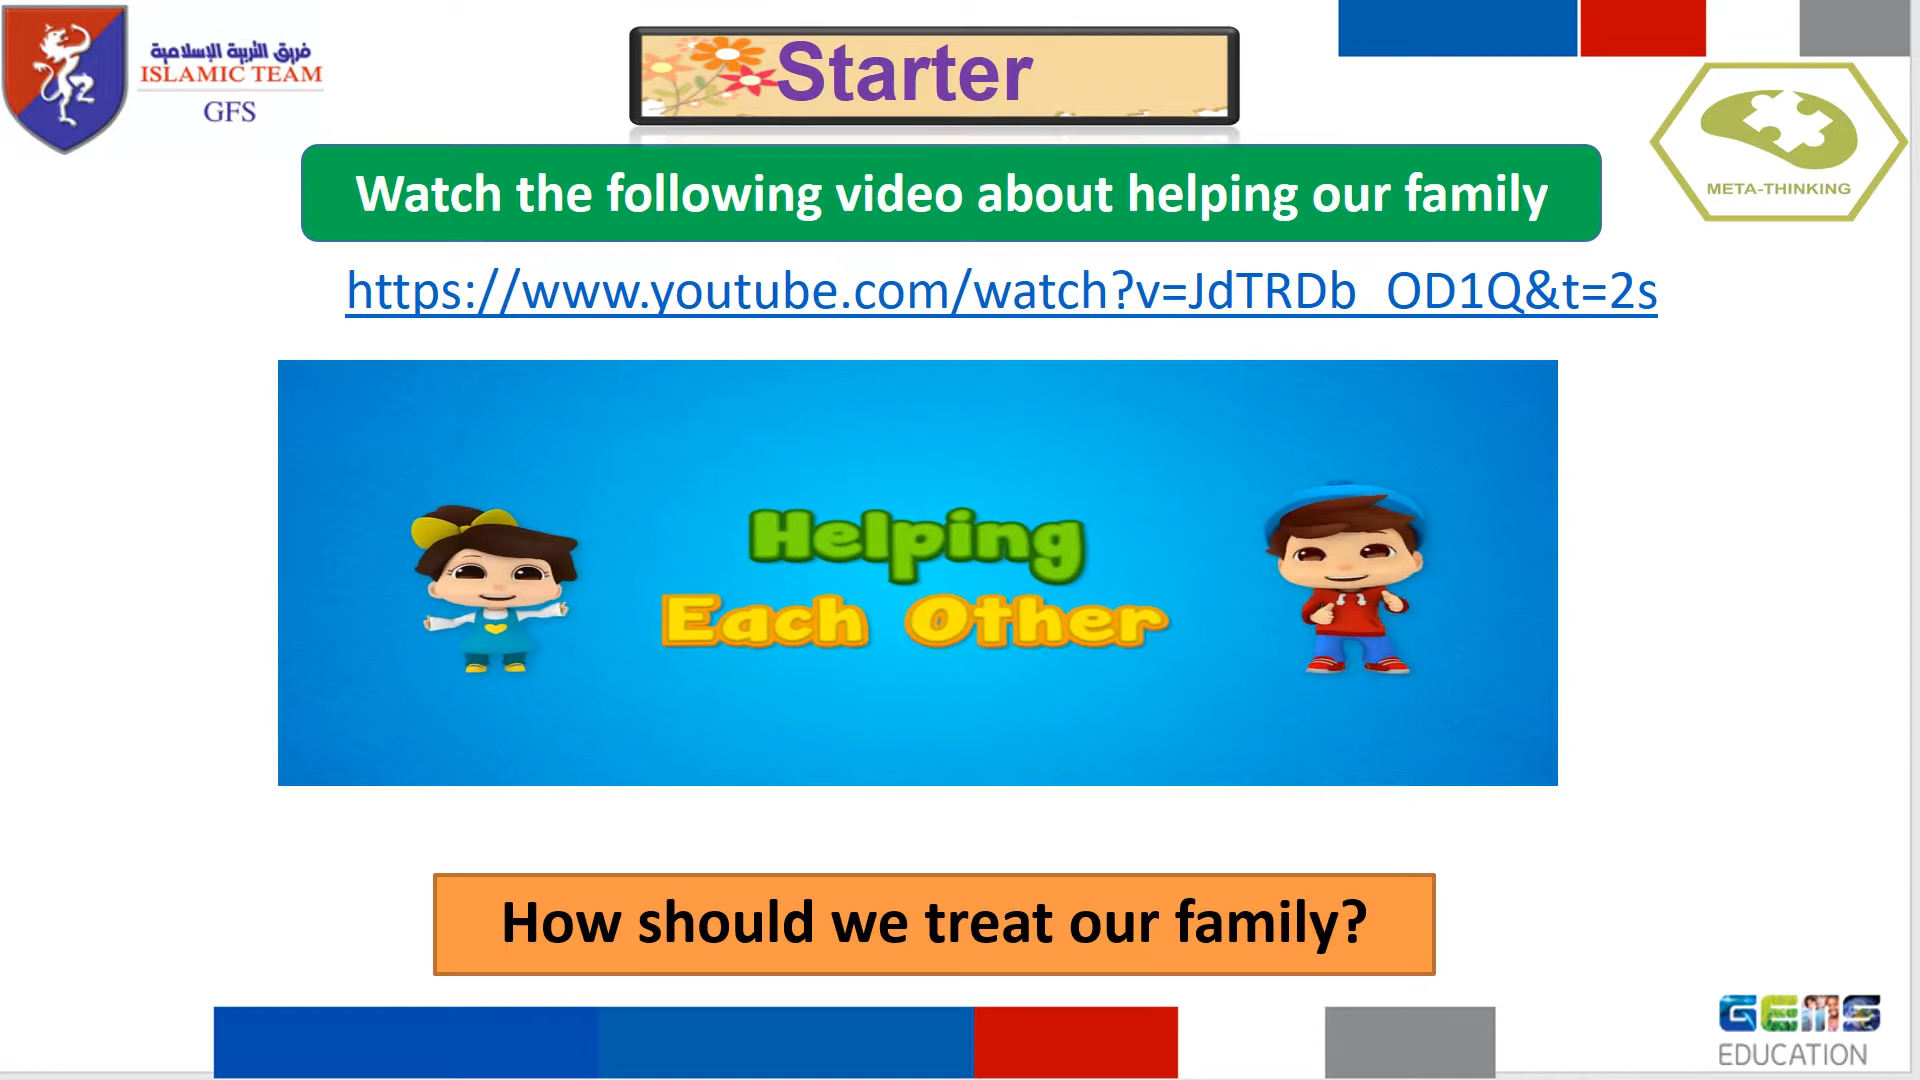 فريق التربية الإسلامية
ISLAMIC TEAM
GFS
Starter
META-THINKING
Watch the following video about helping our family
https://www.youtube.com/watch?v=JdTRDb_OD1Q&t=2s
Helping
Each Other
How should we treat our family?
GEMS
EDUCATION